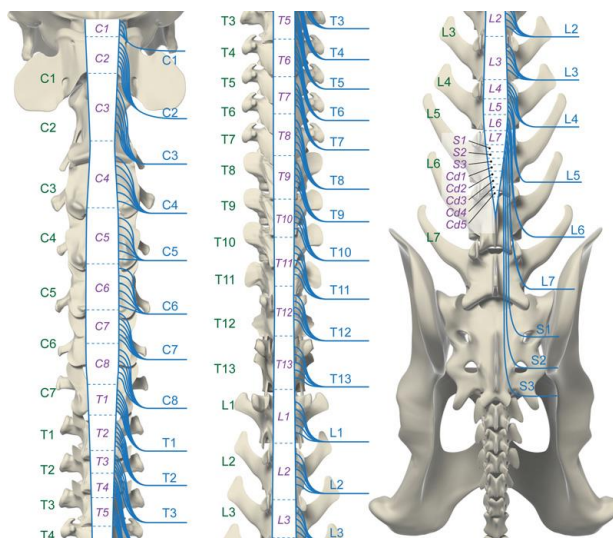 C1
C1
C2
C1
C3
C2
C2
C3
C4
C3
C4
C5
C4
C5
C6
C5
C6
C7
C6
C7
C8
C7
C8
T1
T1
T2
T1
T3
T2
T2
T4
T3
T3
T5
T4
T3
T5
T3
T4
T6
T4
T5
T7
T5
T6
T6
T7
T8
T7
T8
T9
T8
T9
T10
T9
T10
T11
T10
T11
T12
T11
T12
T13
T12
T13
L1
T13
L1
L2
L1
L2
L3
L2
L3
L3
L2
L3
L2
L3
L4
L3
L4
L5
L5
L6
L4
L7
S1
S2
L6
S3
Cd1
Cd2
Cd3
Cd4
Cd5
L5
L7
L6
L7
S1
S2
S3